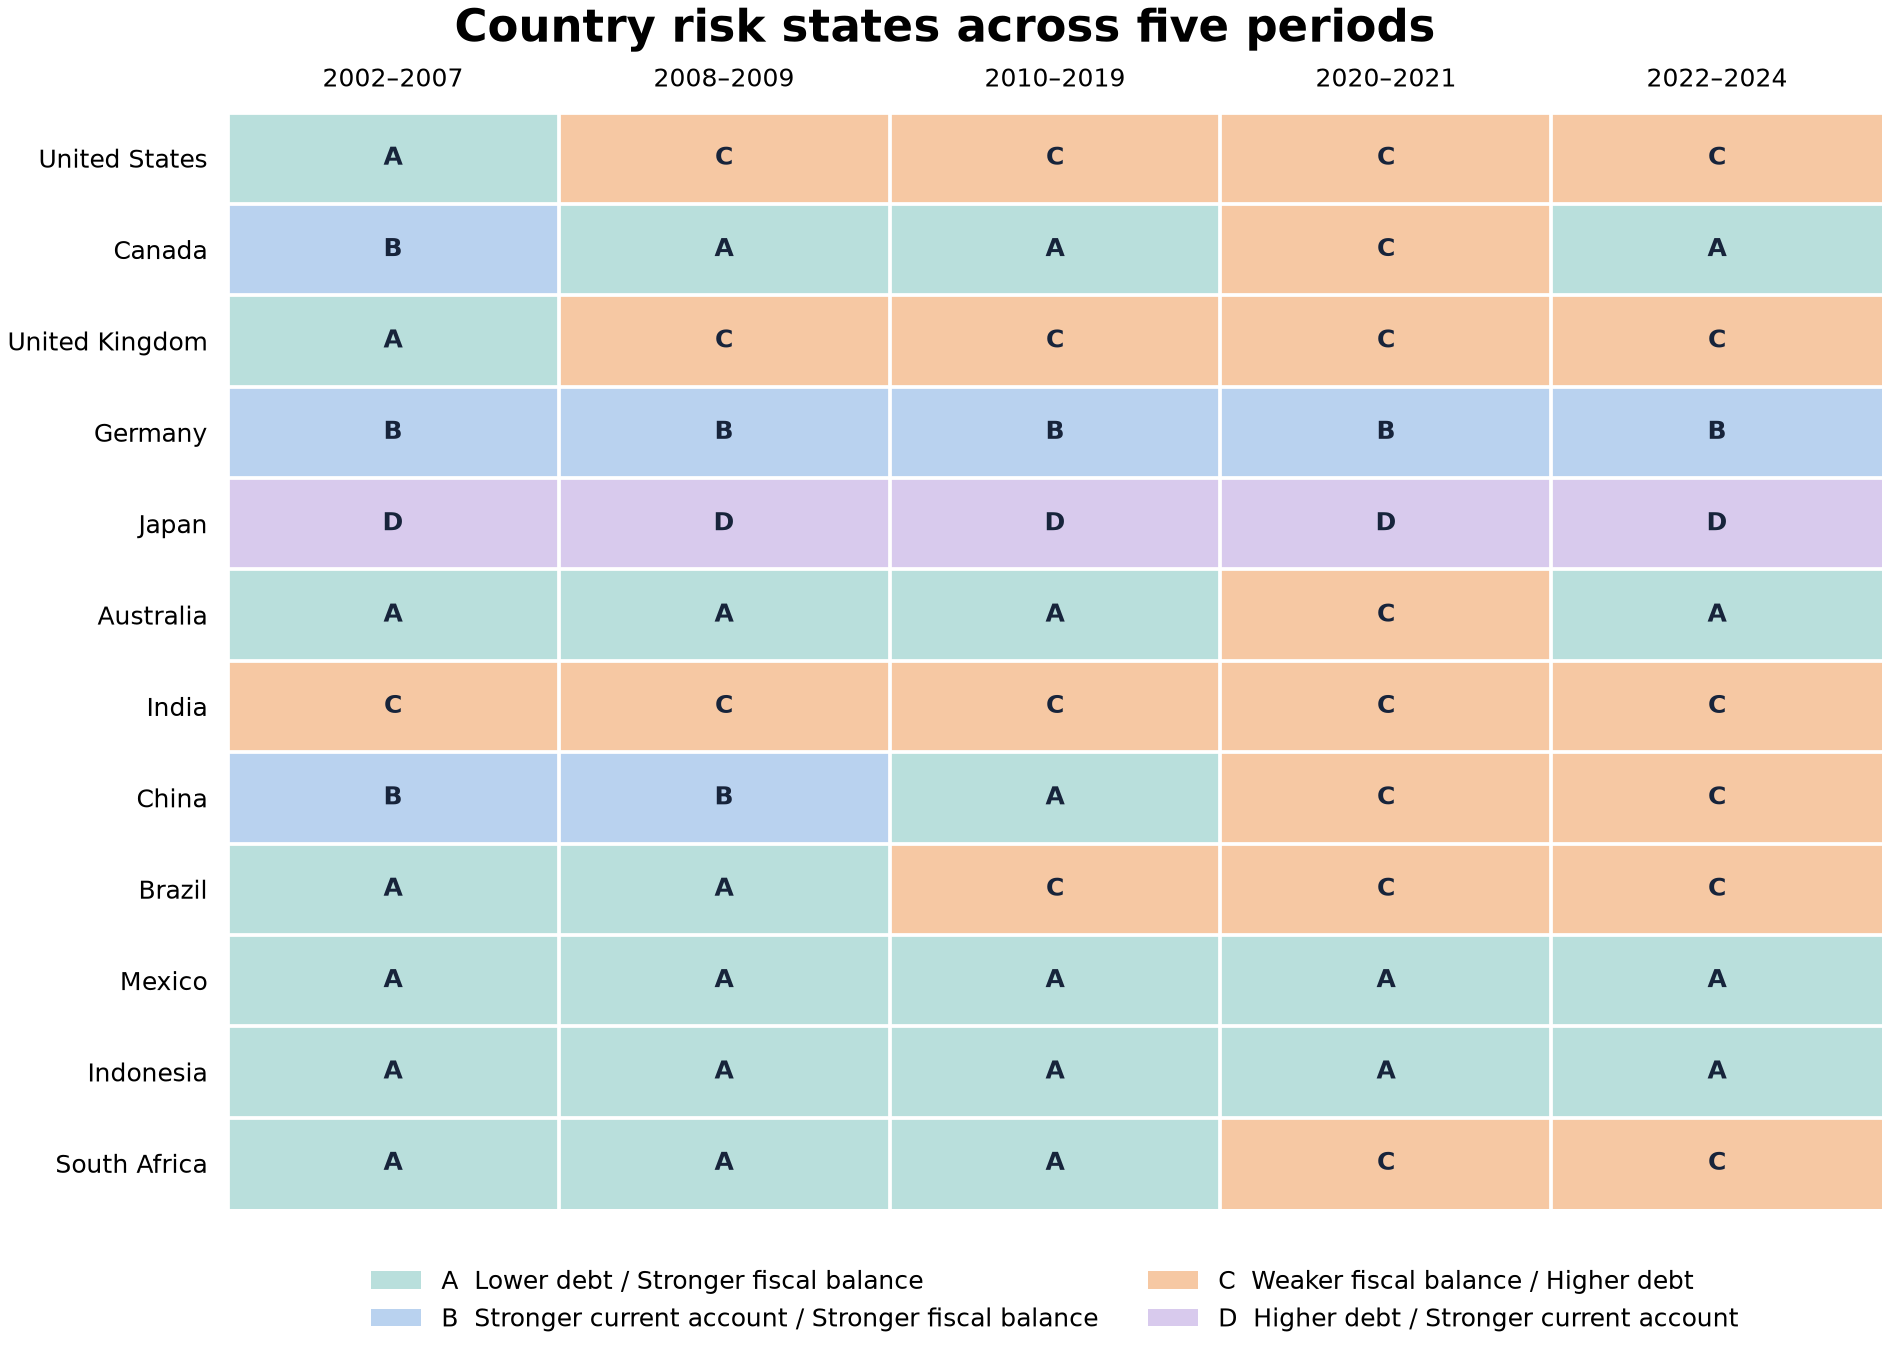 Country risk states across five periods
2002–2007 2008–2009 2010–2019 2020–2021 2022–2024
United States A C C C C
Canada B A A C A
United Kingdom A C C C C
Germany B B B B B
Japan D D D D D
Australia A A A C A
India C C C C C
China B B A C C
Brazil A A C C C
Mexico A A A A A
Indonesia A A A A A
South Africa A A A C C
A Lower debt / Stronger fiscal balance C Weaker fiscal balance / Higher debt
B Stronger current account / Stronger fiscal balance D Higher debt / Stronger current account